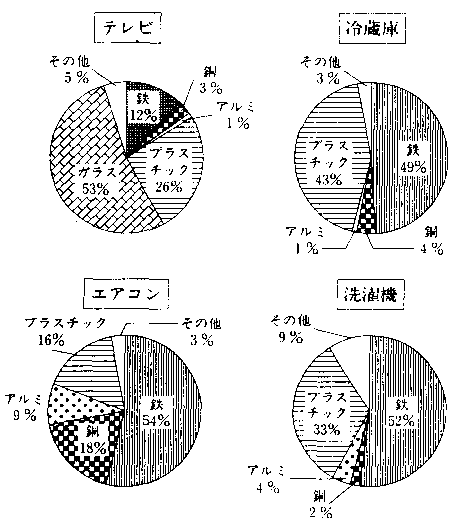 テレビ
その他
5%
鉄
12%
銅
3%
アルミ
1%
プラス
チック
26%
ガラス
53%
冷蔵庫
その他
3%
鉄
49%
プラス
チック
43%
アルミ
1%
銅
4%
エアコン
プラスチック
16%
その他
3%
アルミ
9%
鉄
54%
銅
18%
洗濯機
その他
9%
鉄
52%
プラス
チック
33%
アルミ
4%
銅
2%